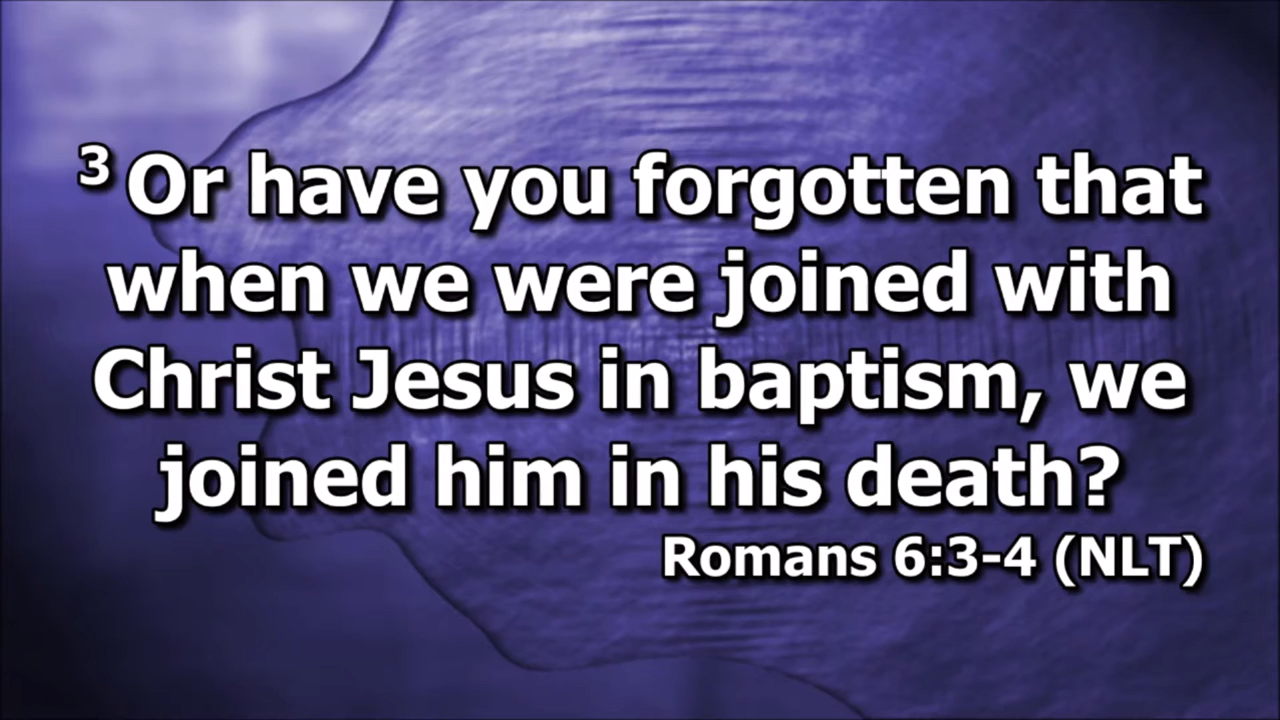 ³ Or have you forgotten that
when we were joined with
Christ Jesus in baptism, we
joined him in his death?
Romans 6:3-4 (NLT)